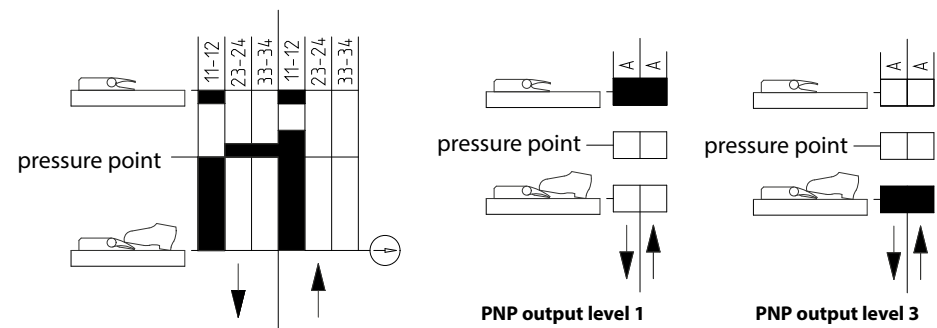 11-12
23-24
33-34
11-12
23-24
33-34
pressure point
A
A
pressure point
PNP output level 1
A
A
pressure point
PNP output level 3